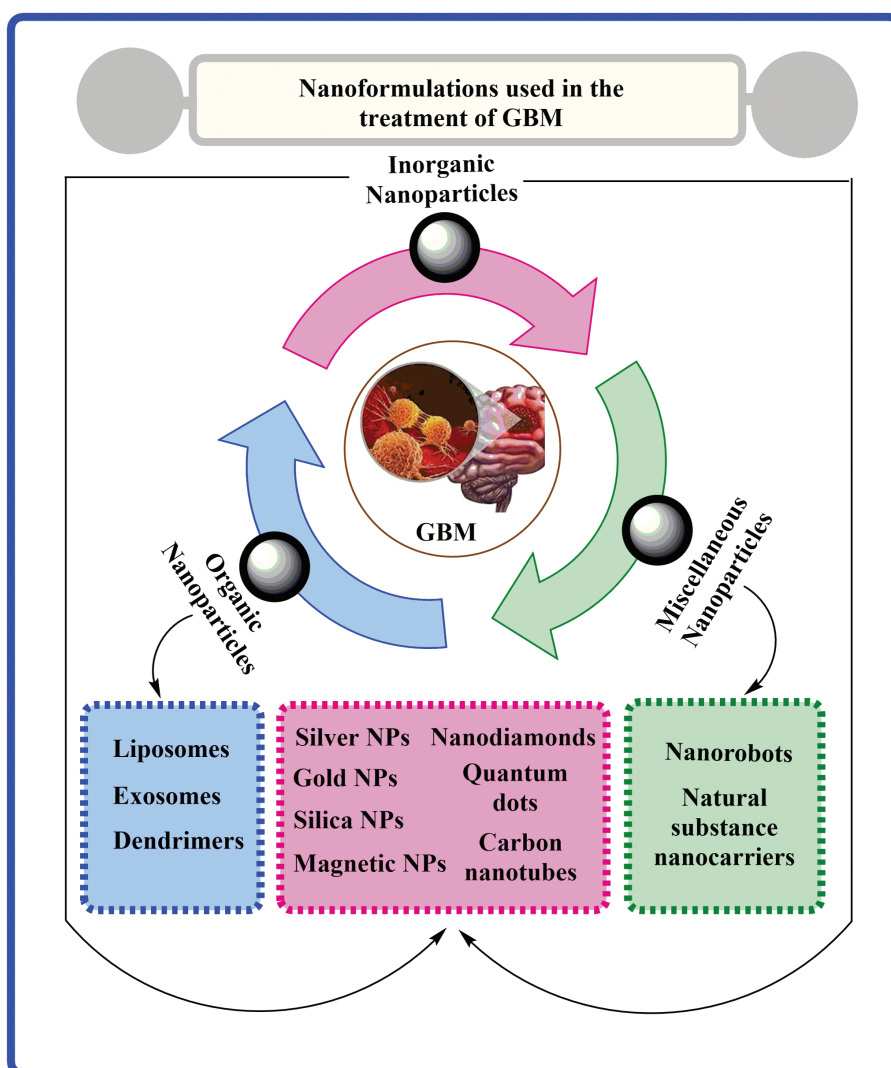 Nanoformulations used in the
treatment of GBM
Inorganic
Nanoparticles
GBM
Organic
Nanoparticles
Miscellaneous
Nanoparticles
Liposomes
Exosomes
Dendrimers
Silver NPs
Gold NPs
Silica NPs
Magnetic NPs
Nanodiamonds
Quantum
dots
Carbon
nanotubes
Nanorobots
Natural
substance
nanocarriers